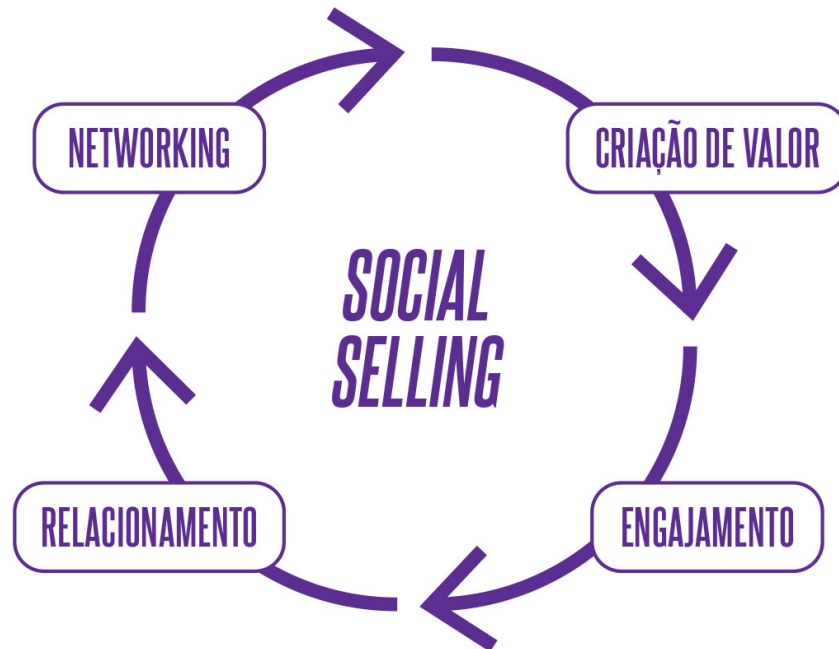 NETWORKING
CRIAÇÃO DE VALOR
SOCIAL
SELLING
RELACIONAMENTO
ENGAJAMENTO